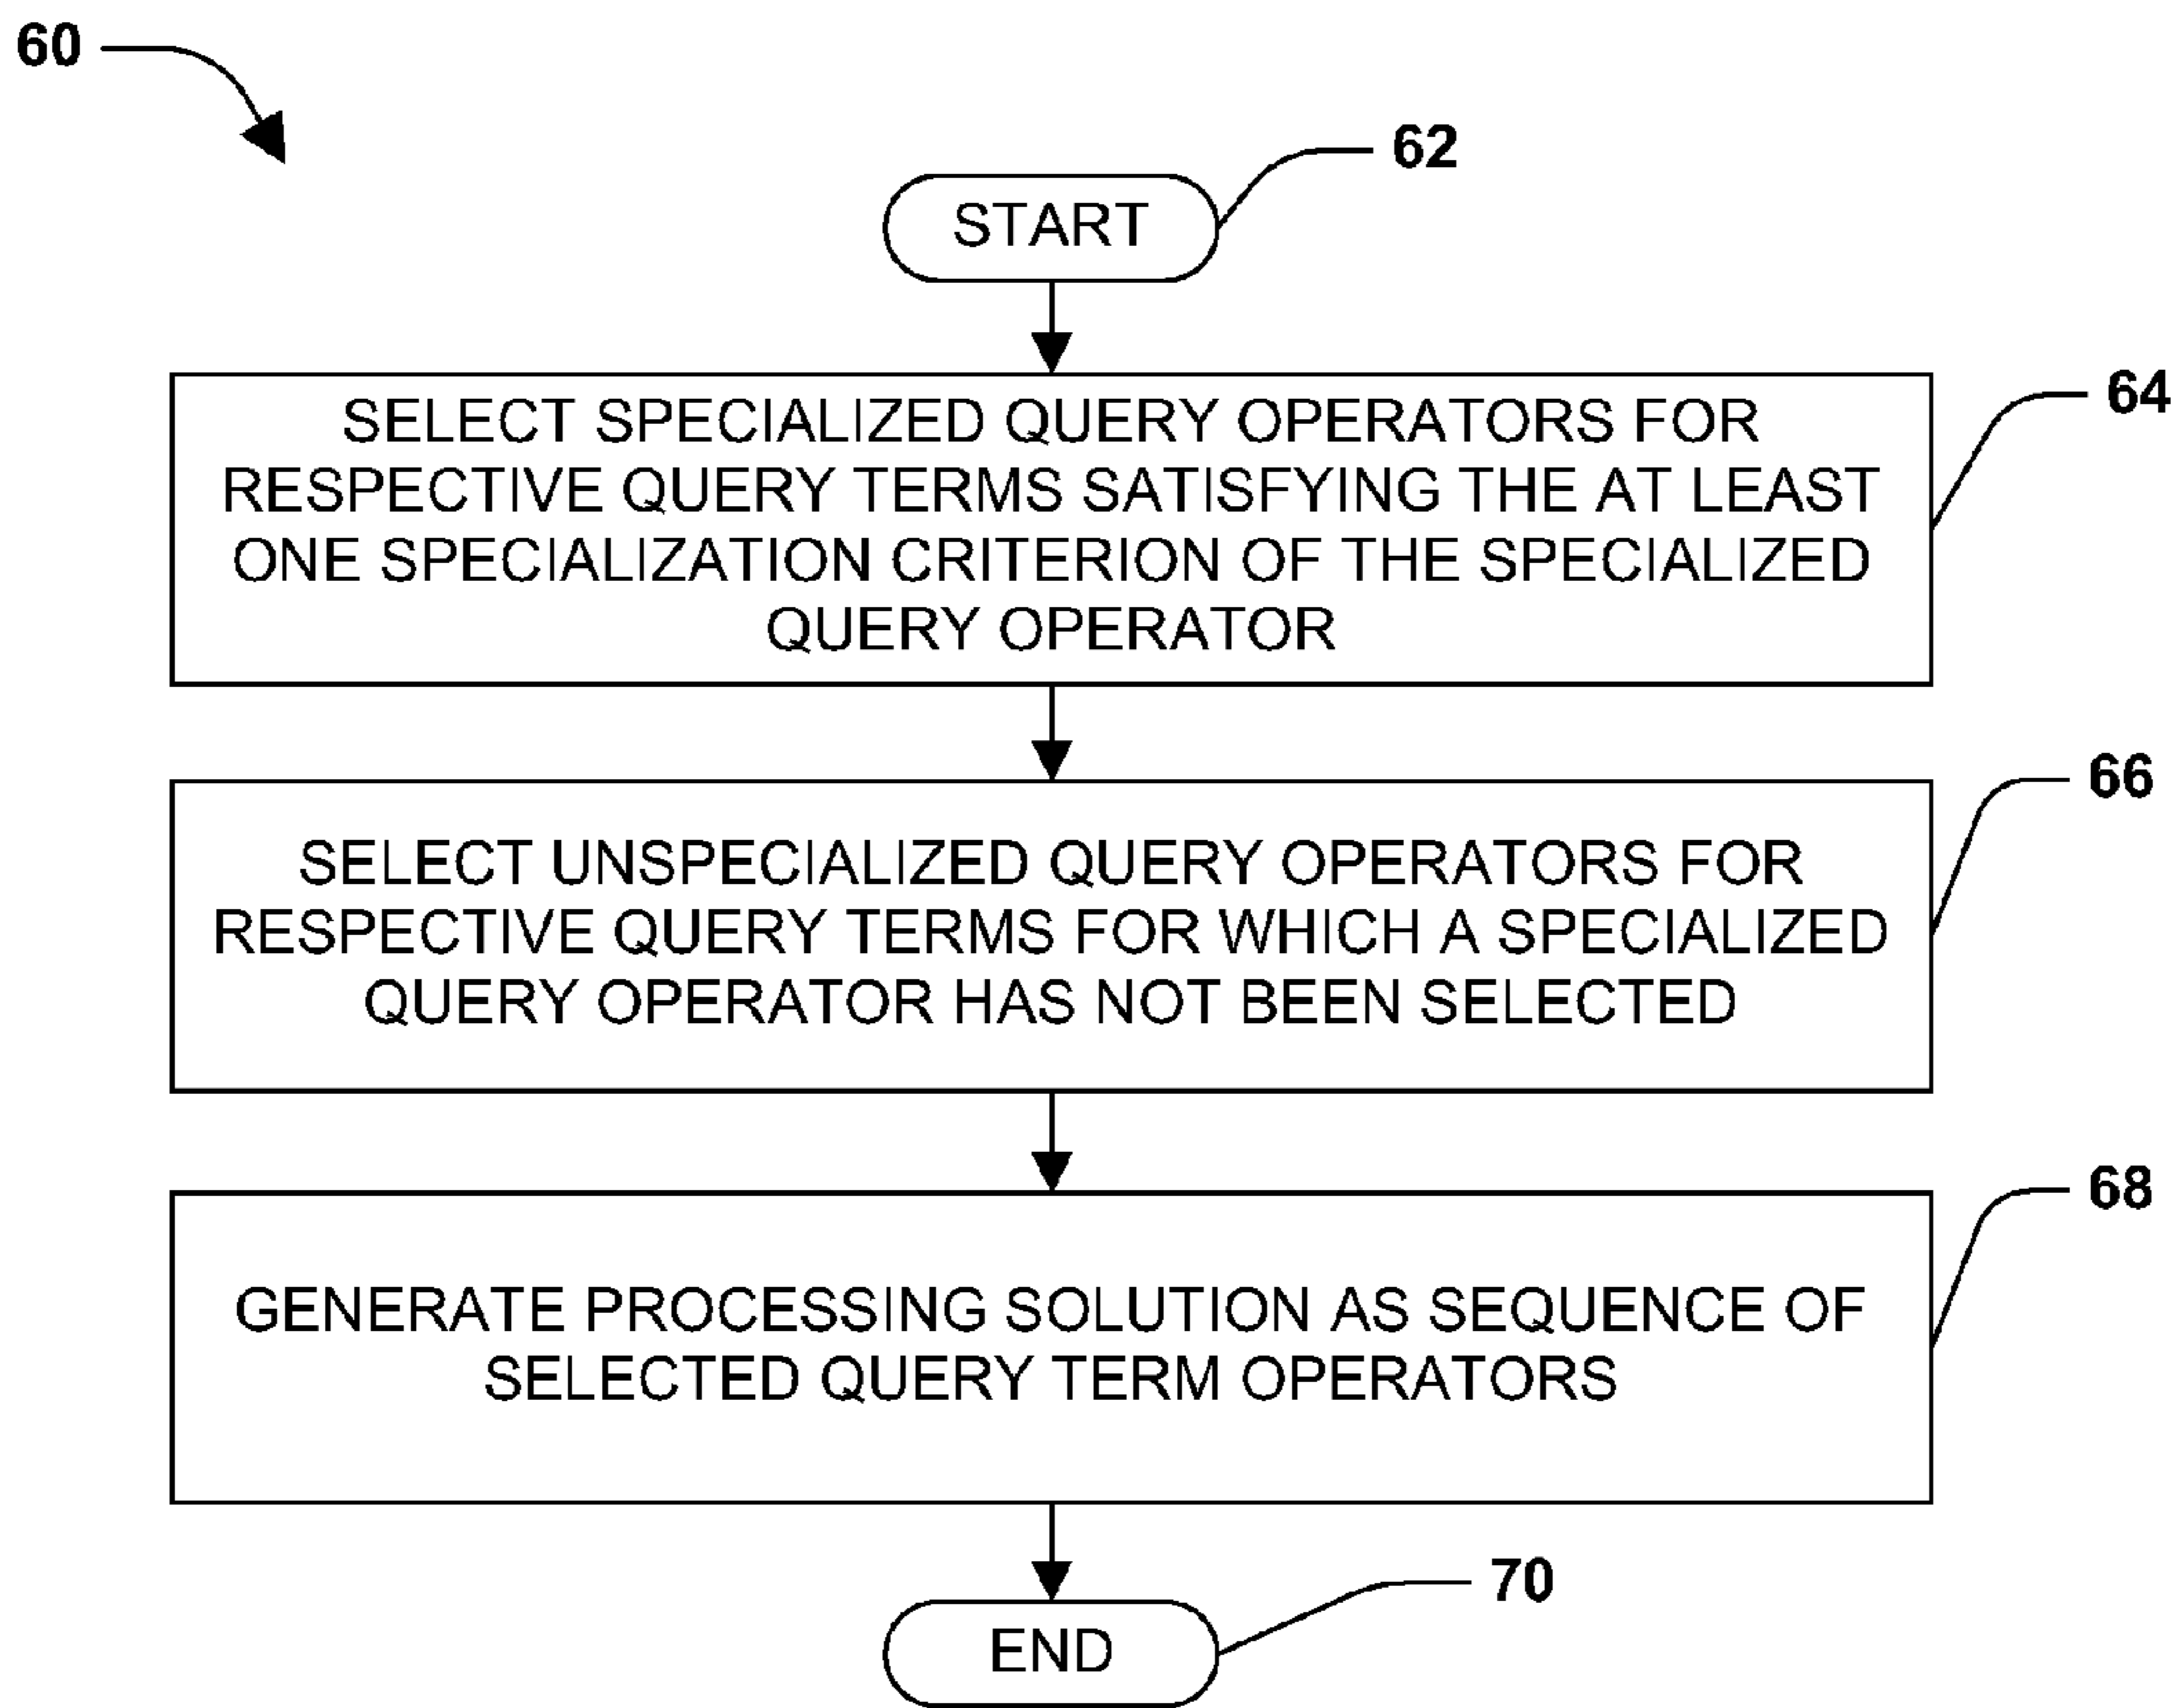 60
62
START
64
SELECT SPECIALIZED QUERY OPERATORS FOR
RESPECTIVE QUERY TERMS SATISFYING THE AT LEAST
ONE SPECIALIZATION CRITERION OF THE SPECIALIZED
QUERY OPERATOR
66
SELECT UNSPECIALIZED QUERY OPERATORS FOR
RESPECTIVE QUERY TERMS FOR WHICH A SPECIALIZED
QUERY OPERATOR HAS NOT BEEN SELECTED
68
GENERATE PROCESSING SOLUTION AS SEQUENCE OF
SELECTED QUERY TERM OPERATORS
70
END